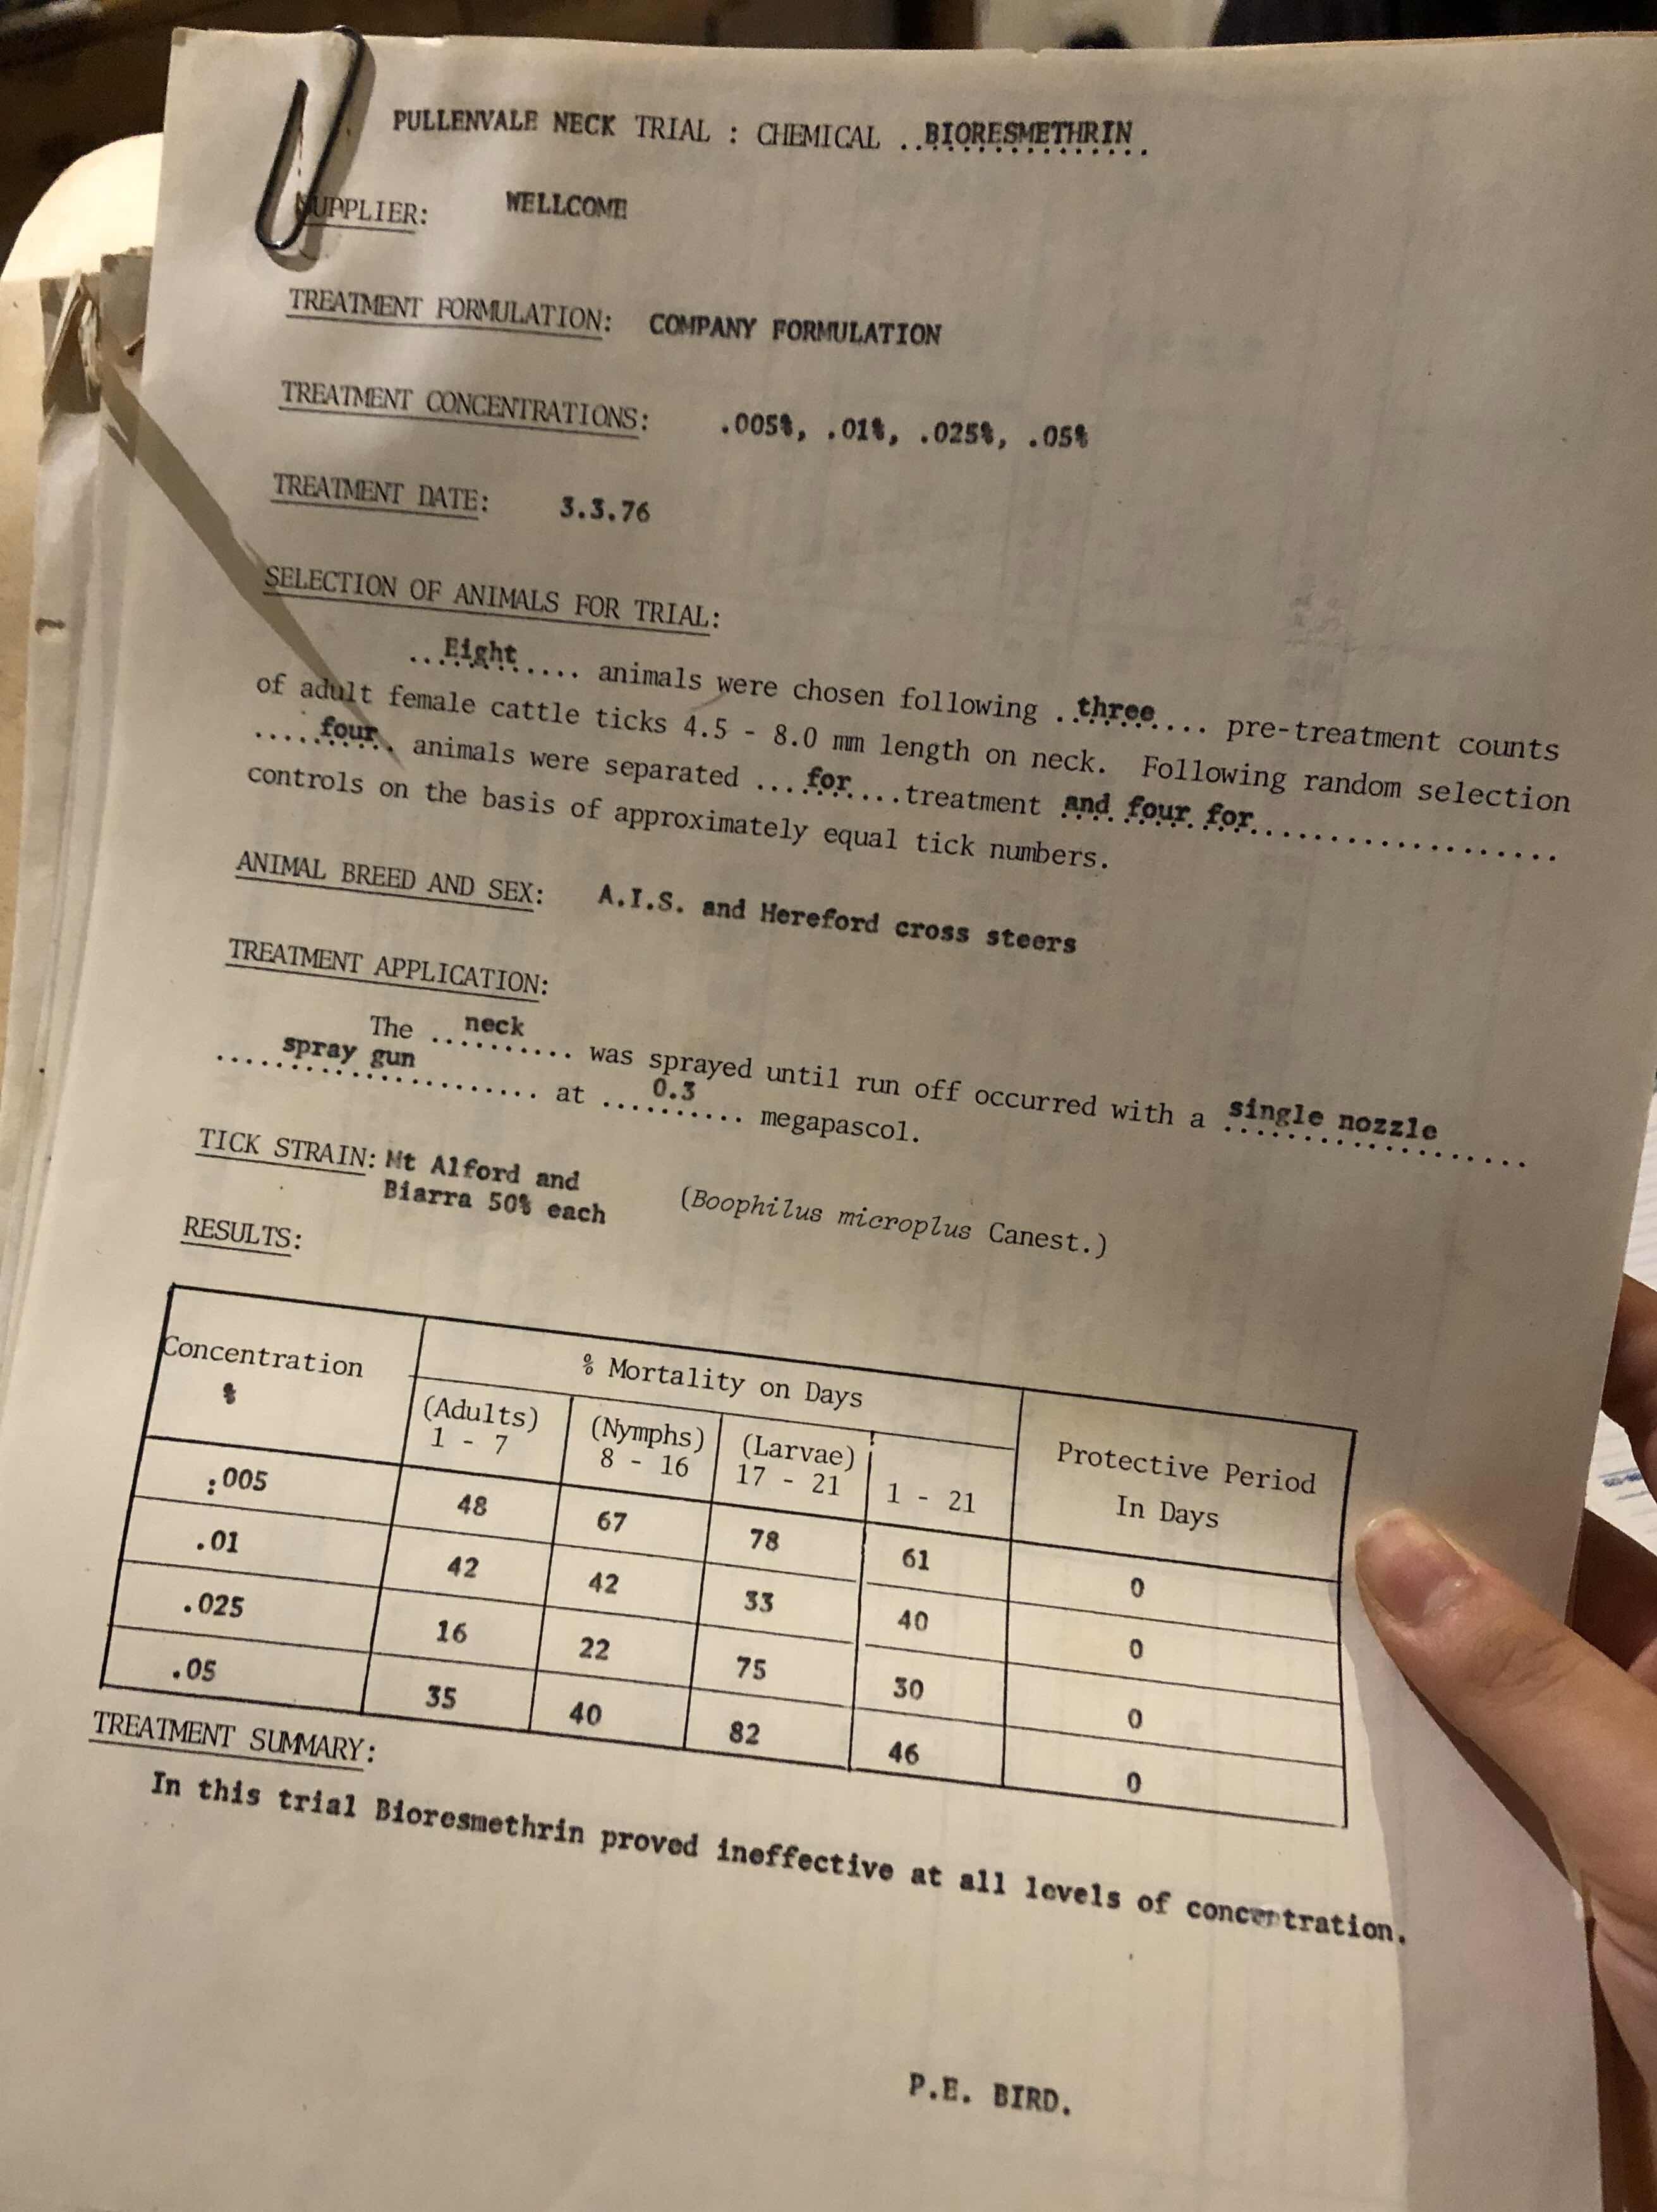 PULLENVALE NECK TRIAL : CHEMICAL ..BIORESMETHRIN.
SUPPLIER: WELLCOME
TREATMENT FORMULATION: COMPANY FORMULATION
TREATMENT CONCENTRATIONS: .005%, .01%, .025%, .05%
TREATMENT DATE: 3.3.76
SELECTION OF ANIMALS FOR TRIAL:
...Eight..... animals were chosen following ..three.... pre-treatment counts
of adult female cattle ticks 4.5 - 8.0 mm length on neck. Following random selection
.....four.. animals were separated ....for....treatment and four for....................
controls on the basis of approximately equal tick numbers.
ANIMAL BREED AND SEX: A.I.S. and Hereford cross steers
TREATMENT APPLICATION:
The ...neck... was sprayed until run off occurred with a single nozzle....
....spray gun........ at ...0.3.... megapascol.
TICK STRAIN: Mt Alford and
Biarra 50% each (Boophilus microplus Canest.)
RESULTS:
Concentration % Mortality on Days Protective Period
% (Adults) (Nymphs) (Larvae) In Days
1 - 7 8 - 16 17 - 21 1 - 21
.005 48 67 78 61 0
.01 42 42 33 40 0
.025 16 22 75 30 0
.05 35 40 82 46 0
TREATMENT SUMMARY:
In this trial Bioresmethrin proved ineffective at all levels of concentration.
P.E. BIRD.